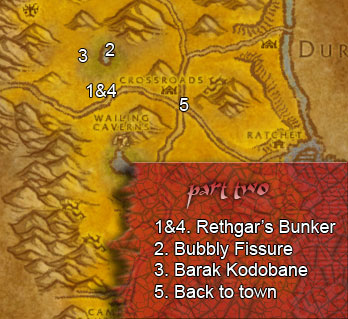 3
2
DUR
CROSSROADS
1&4
5
WAILING
CAVERNS
RATCHET
part two
1&4. Rethgar's Bunker
2. Bubbly Fissure
3. Barak Kodobane
5. Back to town
CAM